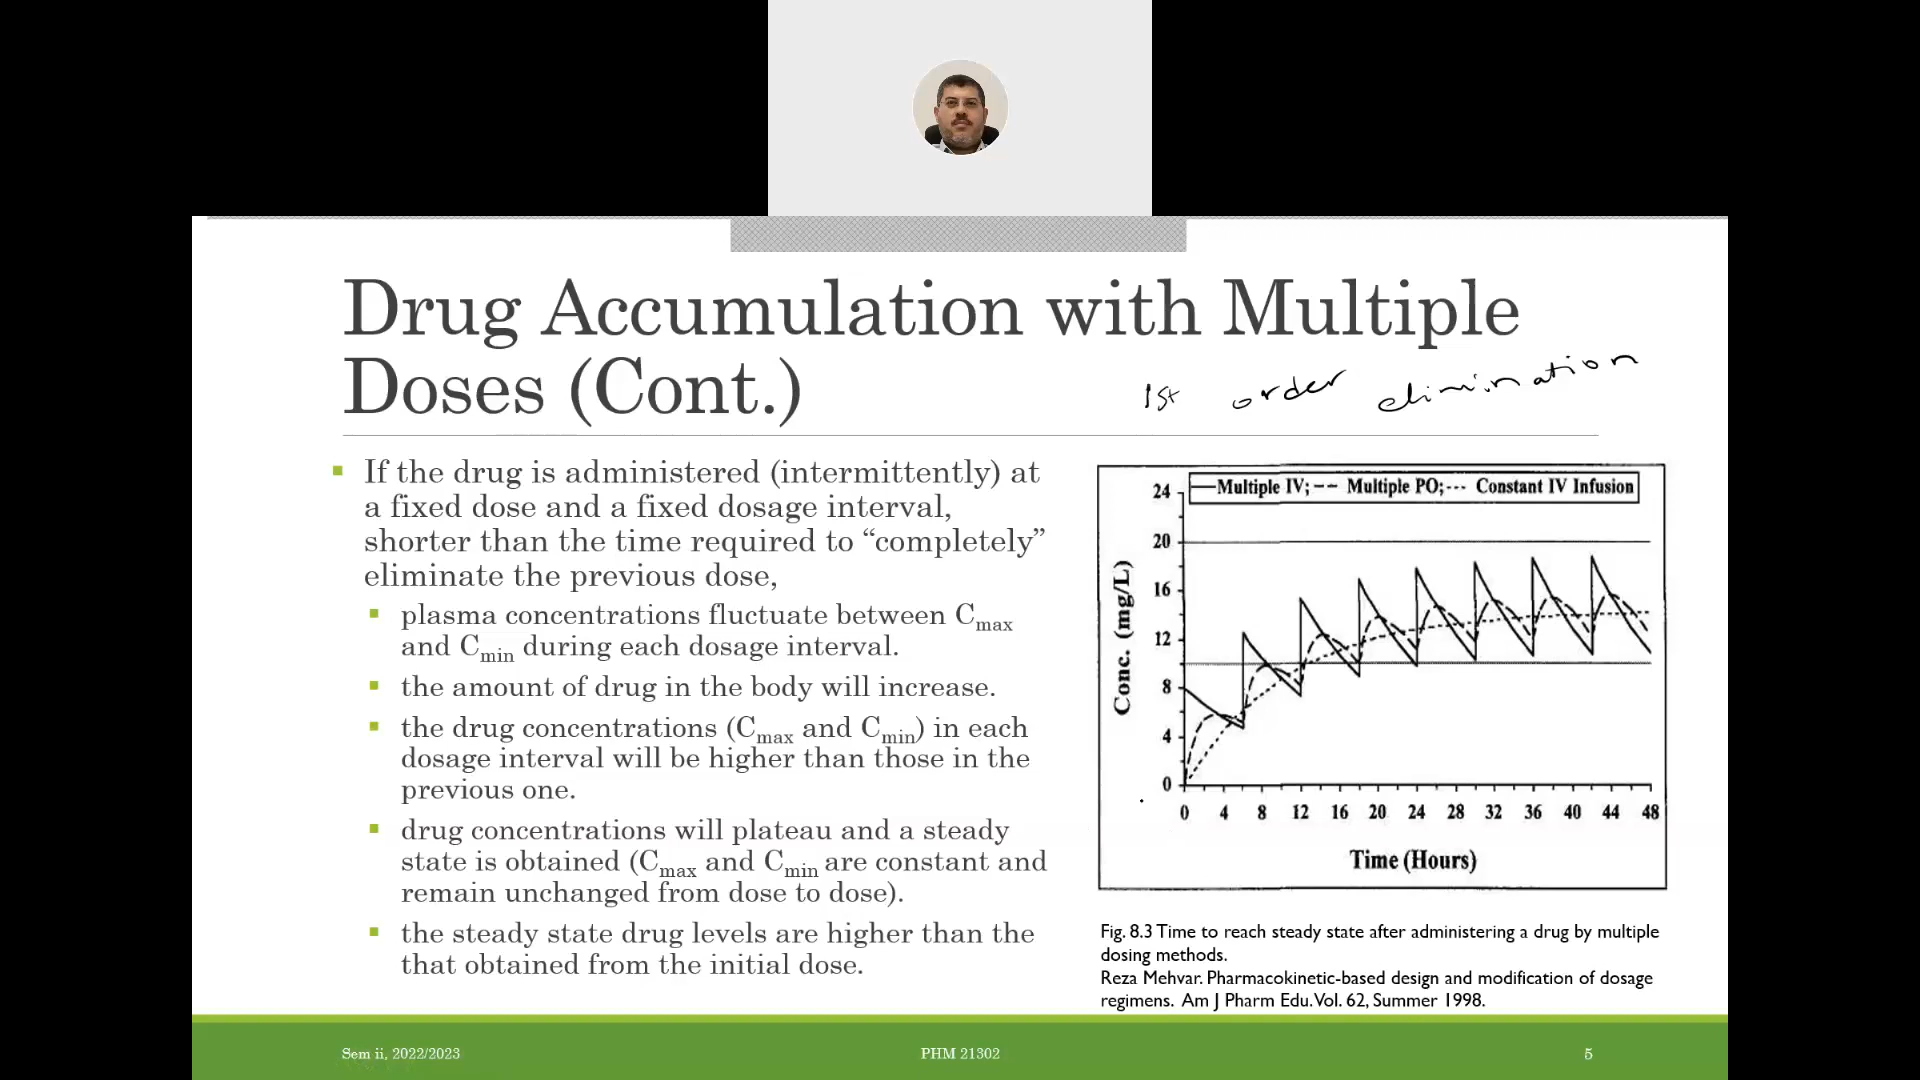 Drug Accumulation with Multiple
Doses (Cont.)
1st order elimination
If the drug is administered (intermittently) at
a fixed dose and a fixed dosage interval,
shorter than the time required to “completely”
eliminate the previous dose,
plasma concentrations fluctuate between Cmax
and Cmin during each dosage interval.
the amount of drug in the body will increase.
the drug concentrations (Cmax and Cmin) in each
dosage interval will be higher than those in the
previous one.
drug concentrations will plateau and a steady
state is obtained (Cmax and Cmin are constant and
remain unchanged from dose to dose).
the steady state drug levels are higher than the
that obtained from the initial dose.
Multiple IV; Multiple PO; Constant IV Infusion
24
20
16
12
8
4
0
Conc. (mg/L)
0 4 8 12 16 20 24 28 32 36 40 44 48
Time (Hours)
Fig. 8.3 Time to reach steady state after administering a drug by multiple
dosing methods.
Reza Mehvar. Pharmacokinetic-based design and modification of dosage
regimens. Am J Pharm Edu. Vol. 62, Summer 1998.
Sem ii, 2022/2023
PHM 21302
5